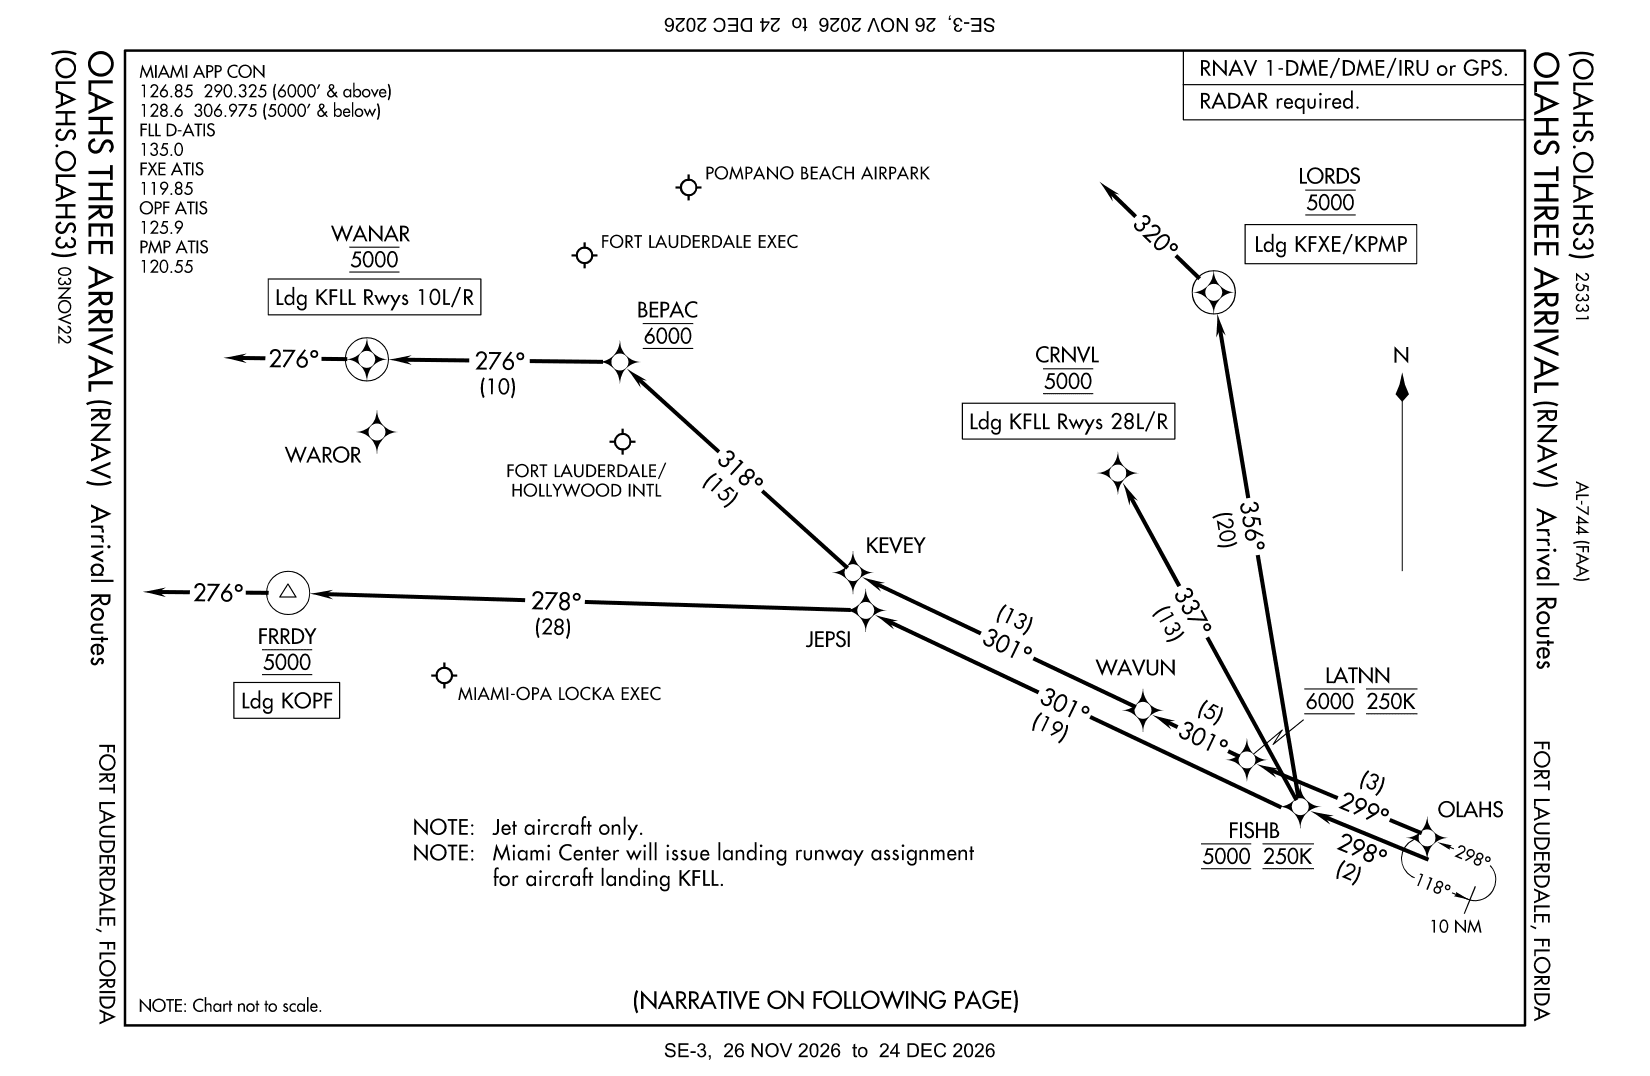 SE-3, 26 NOV 2026 to 24 DEC 2026
(OLAHS.OLAHS3) 03NOV22
OLAHS THREE ARRIVAL (RNAV) Arrival Routes
FORT LAUDERDALE, FLORIDA
MIAMI APP CON
126.85 290.325 (6000' & above)
128.6 306.975 (5000' & below)
FLL D-ATIS
135.0
FXE ATIS
119.85
OPF ATIS
125.9
PMP ATIS
120.55
RNAV 1-DME/DME/IRU or GPS.
RADAR required.
POMPANO BEACH AIRPARK
FORT LAUDERDALE EXEC
LORDS
5000
Ldg KFXE/KPMP
320°
WANAR
5000
Ldg KFLL Rwys 10L/R
BEPAC
6000
276°
276°
(10)
CRNVL
5000
Ldg KFLL Rwys 28L/R
N
WAROR
FORT LAUDERDALE/
HOLLYWOOD INTL
318°
(15)
356°
(20)
KEVEY
276°
278°
(28)
JEPSI
FRRDY
5000
Ldg KOPF
MIAMI-OPA LOCKA EXEC
337°
(13)
(13)
301°
WAVUN
LATNN
6000 250K
301°
(19)
(5)
301°
(3)
299°
OLAHS
FISHB
5000 250K
298°
(2)
298°
118°
10 NM
NOTE: Jet aircraft only.
NOTE: Miami Center will issue landing runway assignment
for aircraft landing KFLL.
NOTE: Chart not to scale.
(NARRATIVE ON FOLLOWING PAGE)
(OLAHS.OLAHS3) 25331
AL-744 (FAA)
OLAHS THREE ARRIVAL (RNAV) Arrival Routes
FORT LAUDERDALE, FLORIDA
SE-3, 26 NOV 2026 to 24 DEC 2026